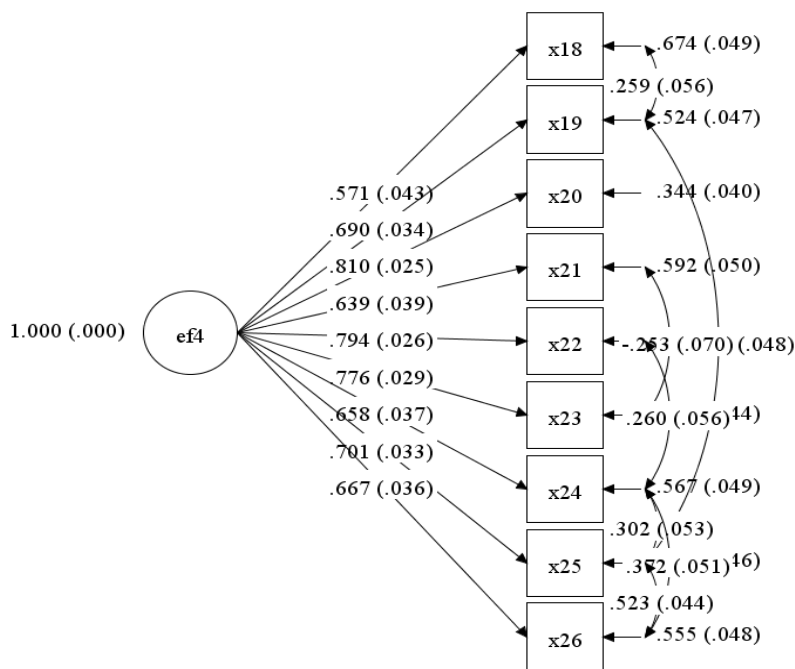 x18
.674 (.049)
.259 (.056)
x19
.524 (.047)
x20
.344 (.040)
.571 (.043)
.690 (.034)
.810 (.025)
.639 (.039)
.794 (.026)
.776 (.029)
.658 (.037)
.701 (.033)
.667 (.036)
x21
.592 (.050)
1.000 (.000)
ef4
x22
-.253 (.070)
(.048)
x23
.260 (.056)
x24
.567 (.049)
.302 (.053)
x25
.372 (.051)
.523 (.044)
x26
.555 (.048)